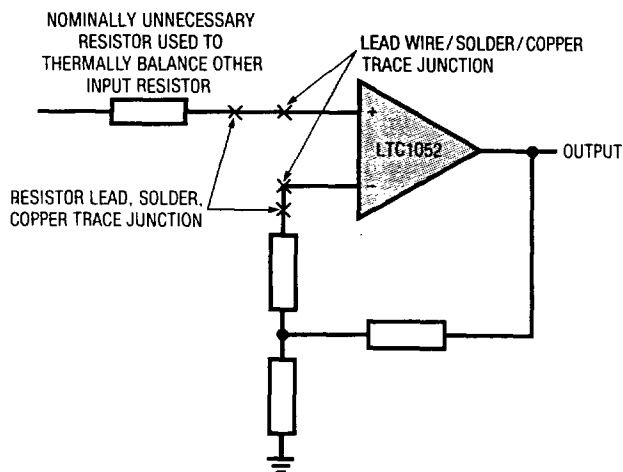 NOMINALLY UNNECESSARY
RESISTOR USED TO
THERMALLY BALANCE OTHER
INPUT RESISTOR
LEAD WIRE/SOLDER/COPPER
TRACE JUNCTION
+
LTC1052
−
OUTPUT
RESISTOR LEAD, SOLDER,
COPPER TRACE JUNCTION